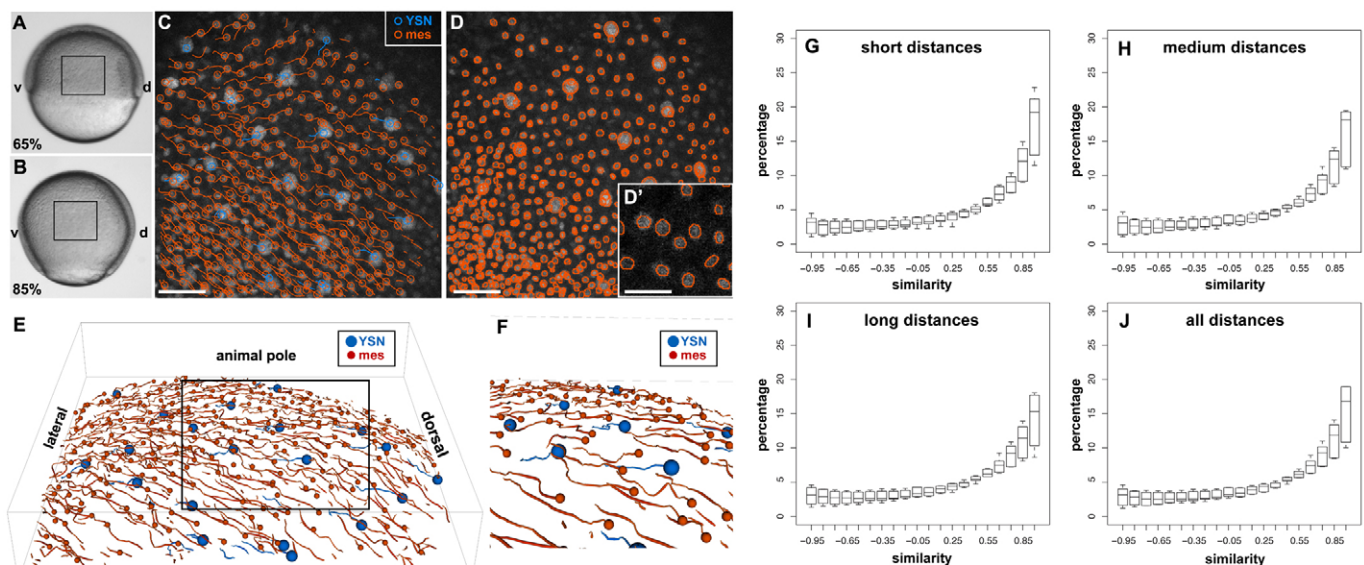 A
v
d
65%
B
v
d
85%
C
YSN
mes
D
D'
E
YSN
mes
animal pole
lateral
dorsal
F
YSN
mes
G
short distances
percentage
30
25
20
15
10
5
0
−0.95 −0.65 −0.35 −0.05 0.25 0.55 0.85
similarity
H
medium distances
percentage
30
25
20
15
10
5
0
−0.95 −0.65 −0.35 −0.05 0.25 0.55 0.85
similarity
I
long distances
percentage
30
25
20
15
10
5
0
−0.95 −0.65 −0.35 −0.05 0.25 0.55 0.85
similarity
J
all distances
percentage
30
25
20
15
10
5
0
−0.95 −0.65 −0.35 −0.05 0.25 0.55 0.85
similarity